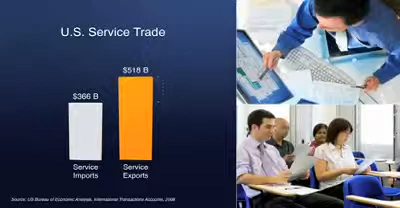 U.S. Service Trade
$518 B
$366 B
Service
Imports
Service
Exports
Source: US Bureau of Economic Analysis, International Transactions Accounts, 2008